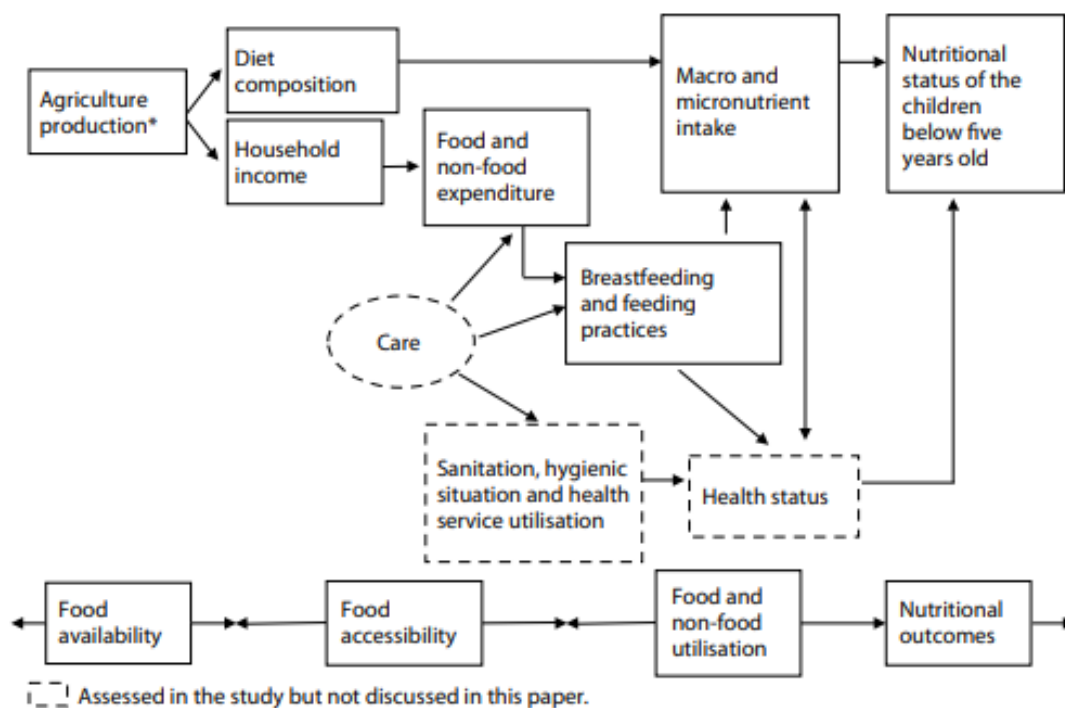 Agriculture
production*
Diet
composition
Household
income
Food and
non-food
expenditure
Macro and
micronutrient
intake
Nutritional
status of the
children
below five
years old
Breastfeeding
and feeding
practices
Care
Sanitation, hygienic
situation and health
service utilisation
Health status
Food
availability
Food
accessibility
Food and
non-food
utilisation
Nutritional
outcomes
Assessed in the study but not discussed in this paper.